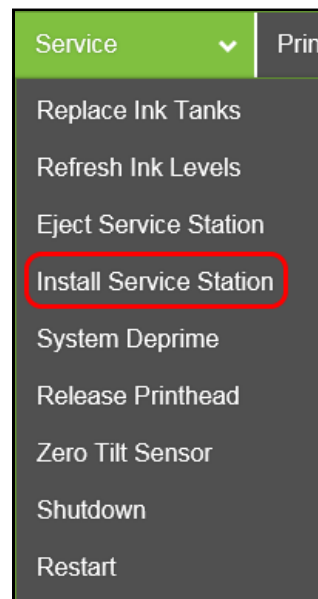 Service Prin
Replace Ink Tanks
Refresh Ink Levels
Eject Service Station
Install Service Station
System Deprime
Release Printhead
Zero Tilt Sensor
Shutdown
Restart